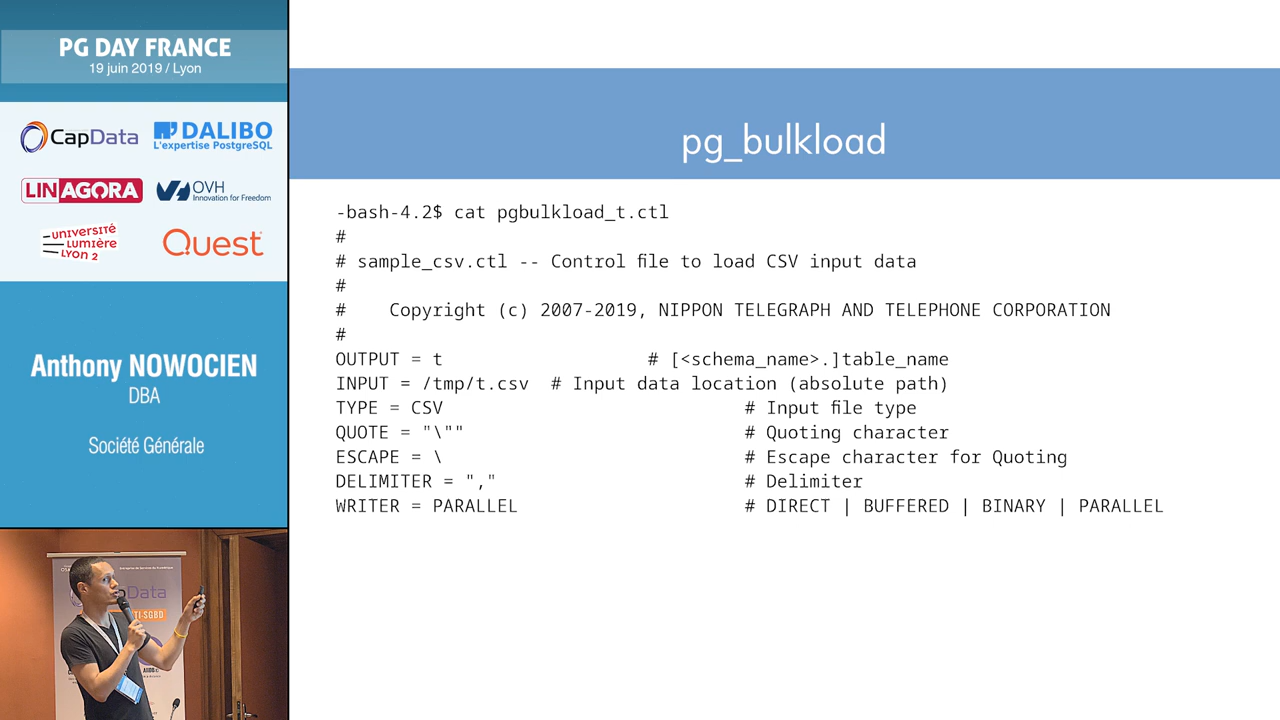 PG DAY FRANCE
19 juin 2019 / Lyon
CapData
DALIBO
L'expertise PostgreSQL
LINAGORA
OVH
Innovation for Freedom
UNIVERSITÉ
LUMIÈRE
LYON 2
Quest
Anthony NOWOCIEN
DBA
Société Générale
pData
TI-SGBD
pg_bulkload
-bash-4.2$ cat pgbulkload_t.ctl
#
# sample_csv.ctl -- Control file to load CSV input data
#
#    Copyright (c) 2007-2019, NIPPON TELEGRAPH AND TELEPHONE CORPORATION
#
OUTPUT = t                   # [<schema_name>.]table_name
INPUT = /tmp/t.csv  # Input data location (absolute path)
TYPE = CSV                            # Input file type
QUOTE = "\""                          # Quoting character
ESCAPE = \                            # Escape character for Quoting
DELIMITER = ","                       # Delimiter
WRITER = PARALLEL                     # DIRECT | BUFFERED | BINARY | PARALLEL